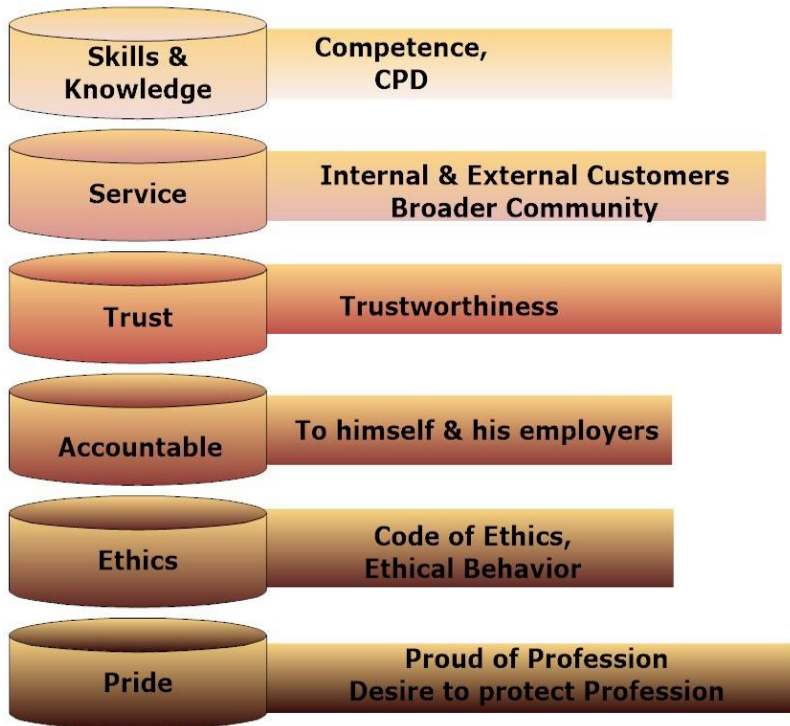 Skills &
Knowledge
Competence,
CPD
Service
Internal & External Customers
Broader Community
Trust
Trustworthiness
Accountable
To himself & his employers
Ethics
Code of Ethics,
Ethical Behavior
Pride
Proud of Profession
Desire to protect Profession